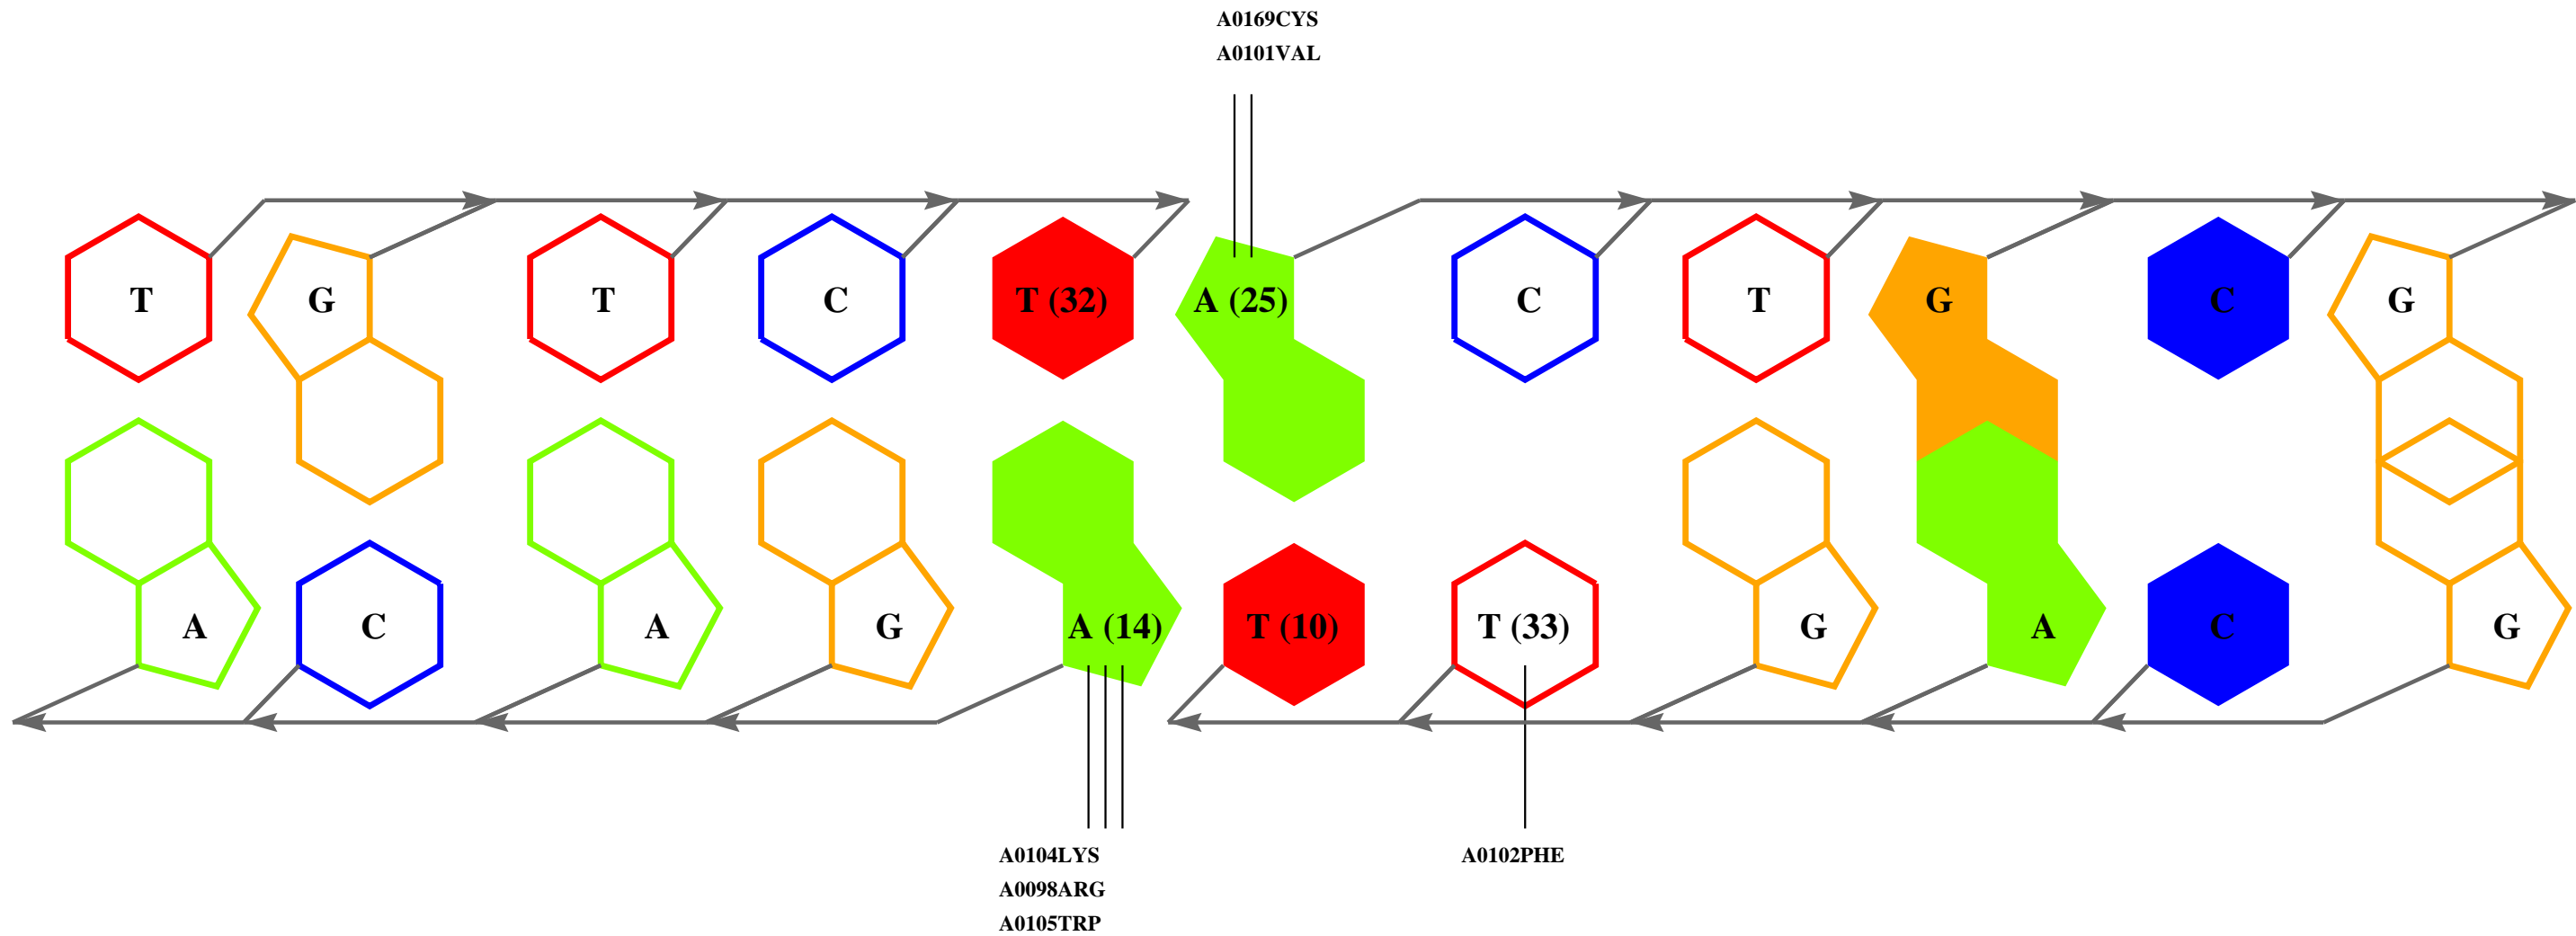 A0169CYS
A0101VAL
T G T C T (32) A (25) C T G C G
A C A G A (14) T (10) T (33) G A C G
A0104LYS A0102PHE
A0098ARG
A0105TRP